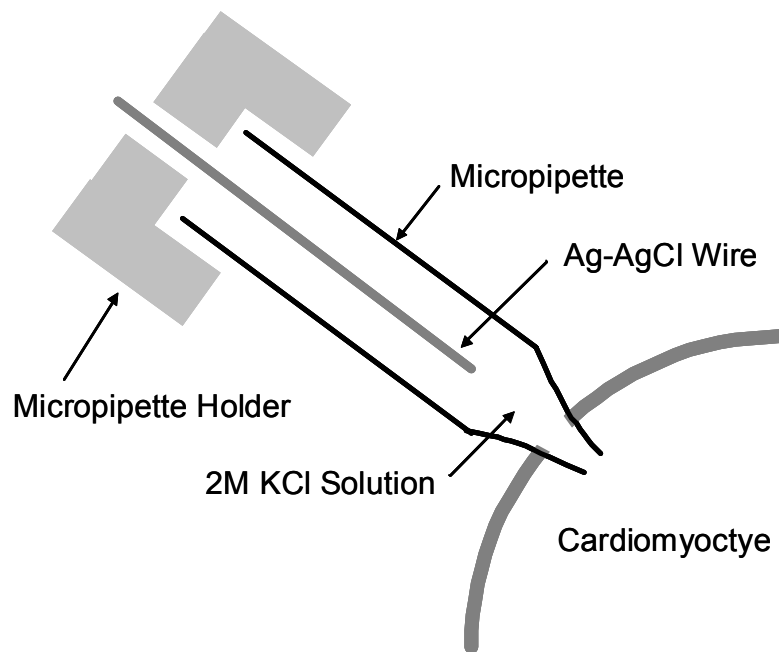 Micropipette
Ag-AgCl Wire
Micropipette Holder
2M KCl Solution
Cardiomyoctye